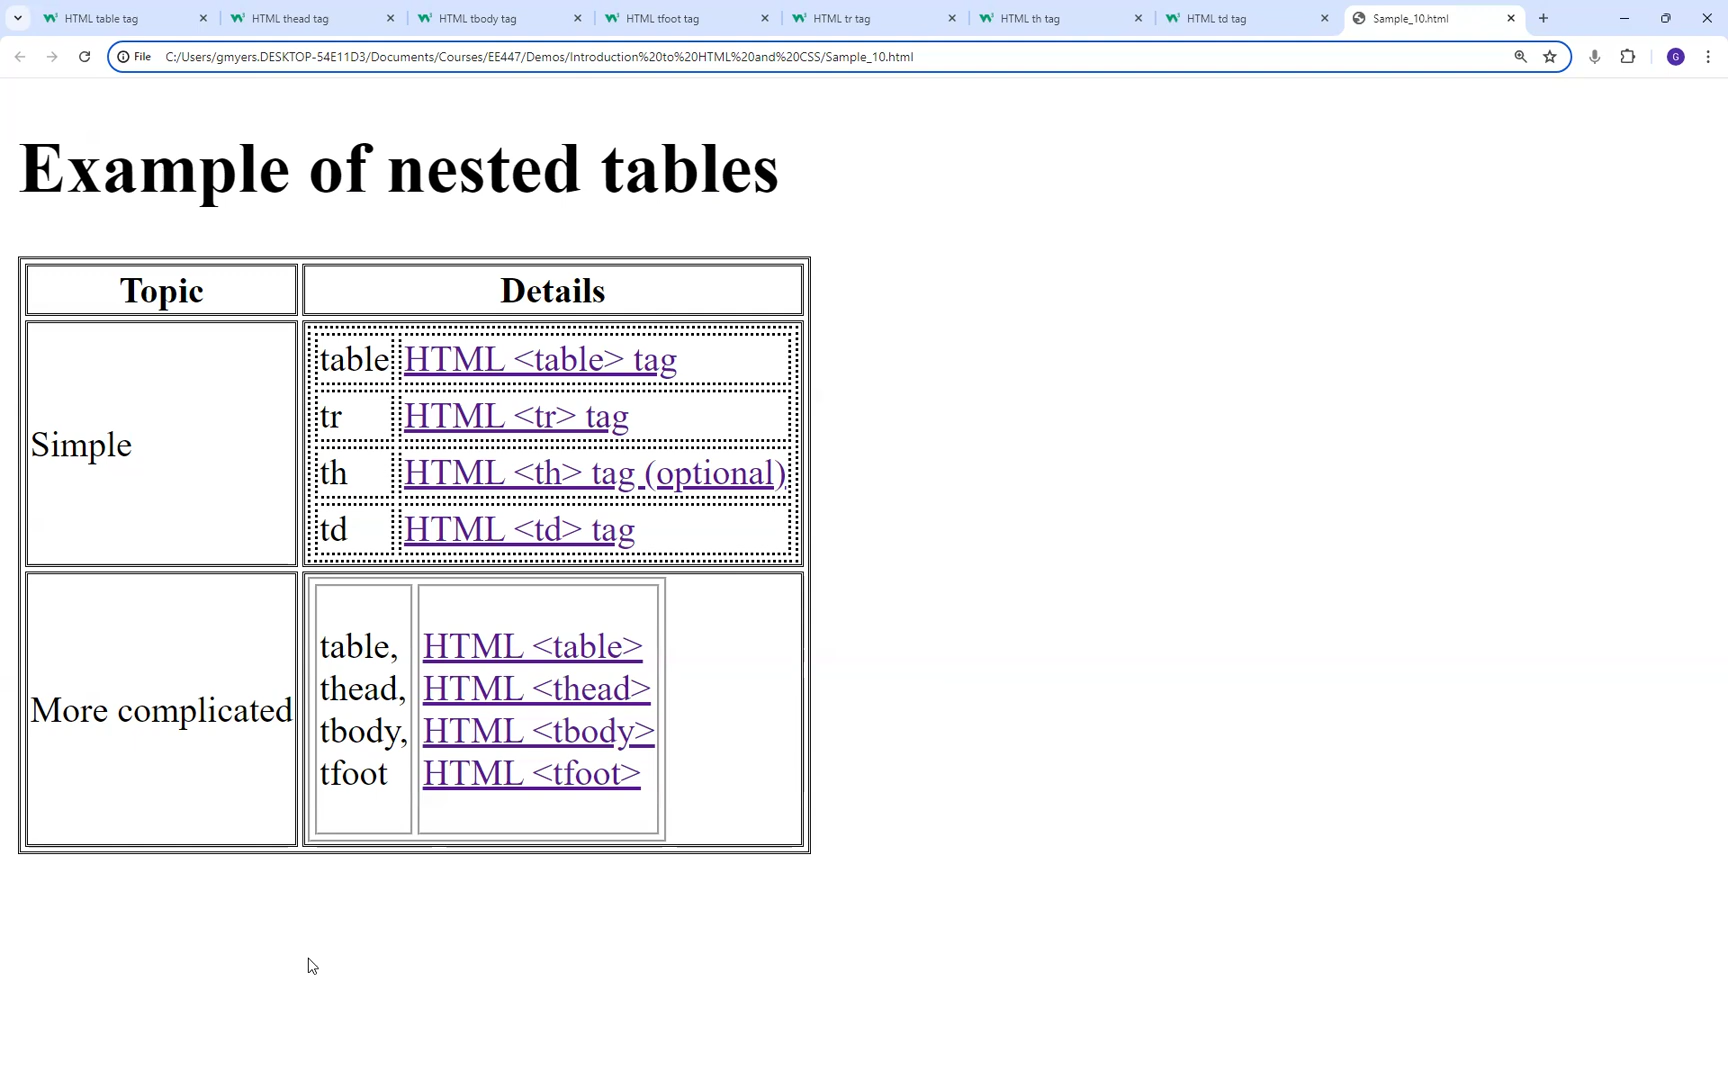 HTML table tag
HTML thead tag
HTML tbody tag
HTML tfoot tag
HTML tr tag
HTML th tag
HTML td tag
Sample_10.html
File
C:/Users/gmyers.DESKTOP-54E11D3/Documents/Courses/EE447/Demos/Introduction%20to%20HTML%20and%20CSS/Sample_10.html
G
Example of nested tables
Topic
Details
Simple
table
HTML <table> tag
tr
HTML <tr> tag
th
HTML <th> tag (optional)
td
HTML <td> tag
More complicated
table,
thead,
tbody,
tfoot
HTML <table>
HTML <thead>
HTML <tbody>
HTML <tfoot>